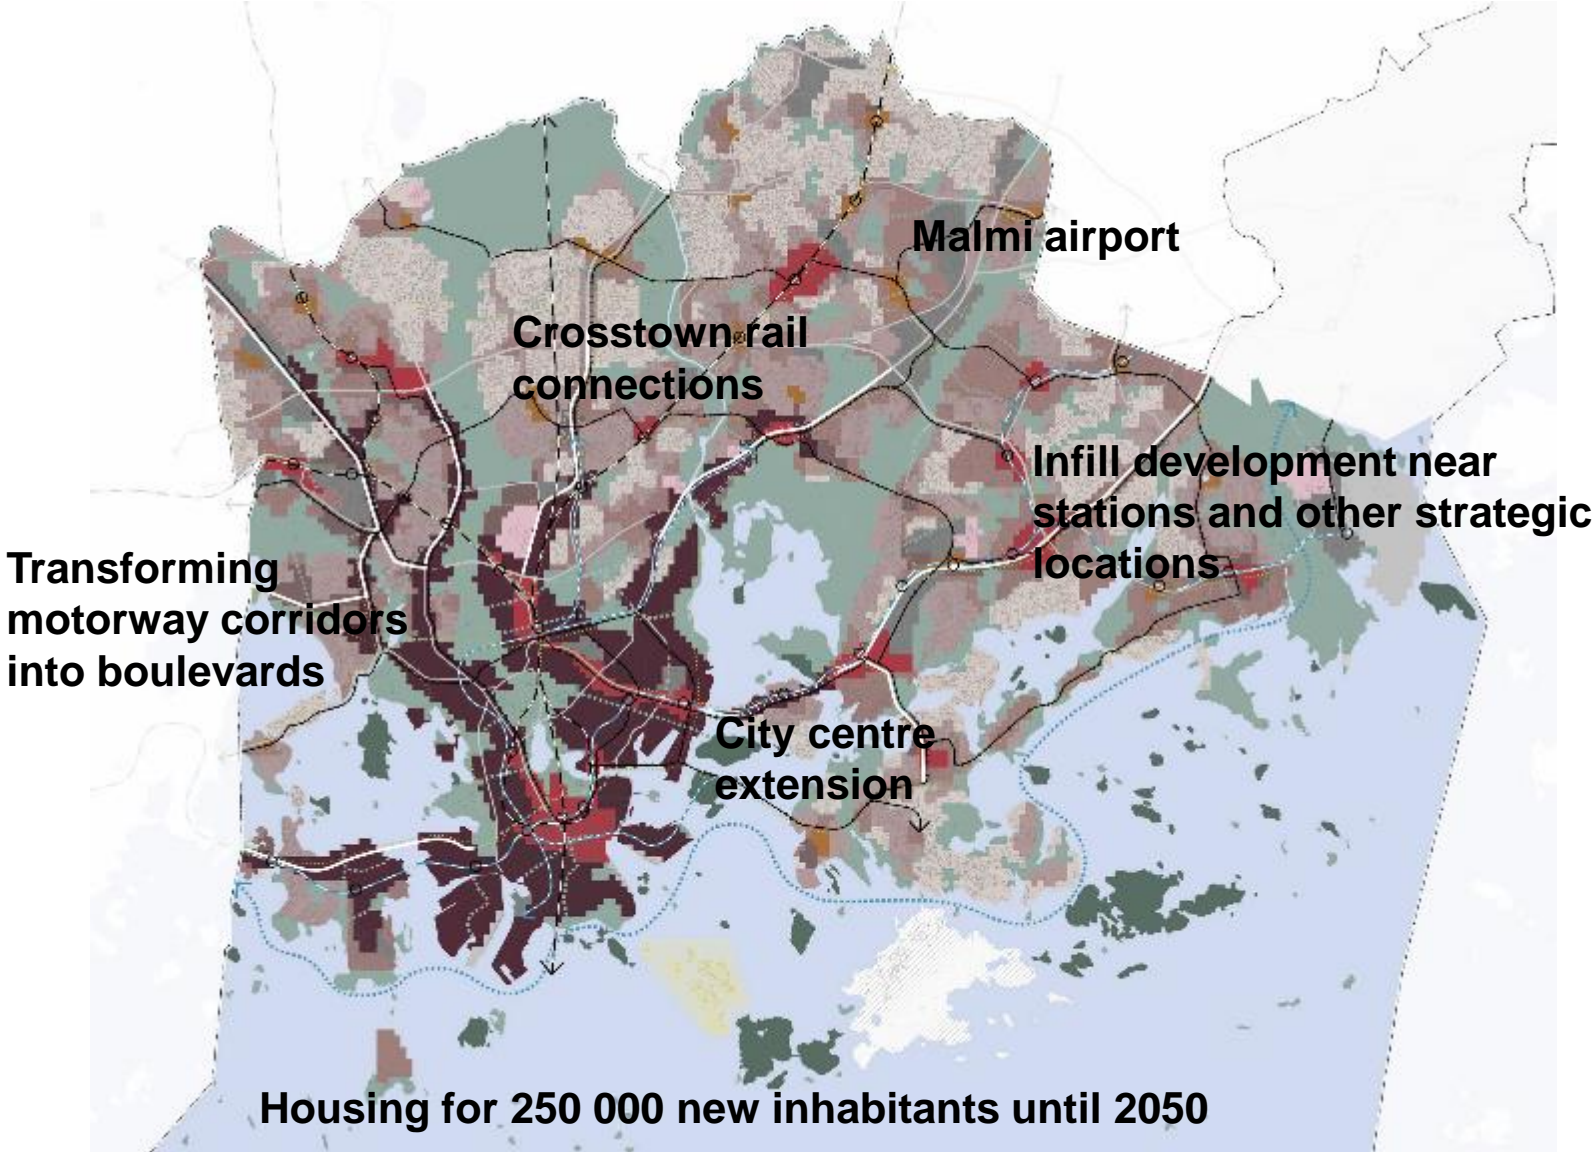 Malmi airport
Crosstown rail
connections
Infill development near
stations and other strategic
locations
Transforming
motorway corridors
into boulevards
City centre
extension
Housing for 250 000 new inhabitants until 2050